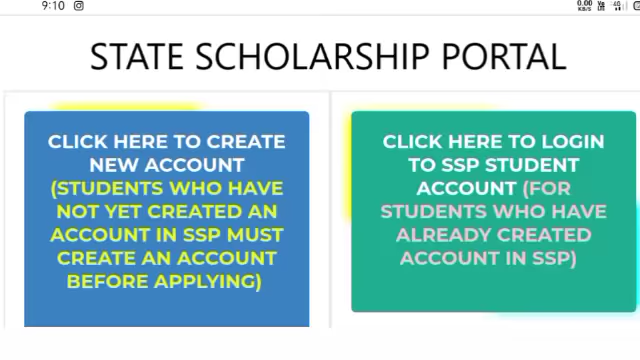 9:10
0.00
KB/S
4G
STATE SCHOLARSHIP PORTAL
CLICK HERE TO CREATE
NEW ACCOUNT
(STUDENTS WHO HAVE
NOT YET CREATED AN
ACCOUNT IN SSP MUST
CREATE AN ACCOUNT
BEFORE APPLYING)
CLICK HERE TO LOGIN
TO SSP STUDENT
ACCOUNT (FOR
STUDENTS WHO HAVE
ALREADY CREATED
ACCOUNT IN SSP)